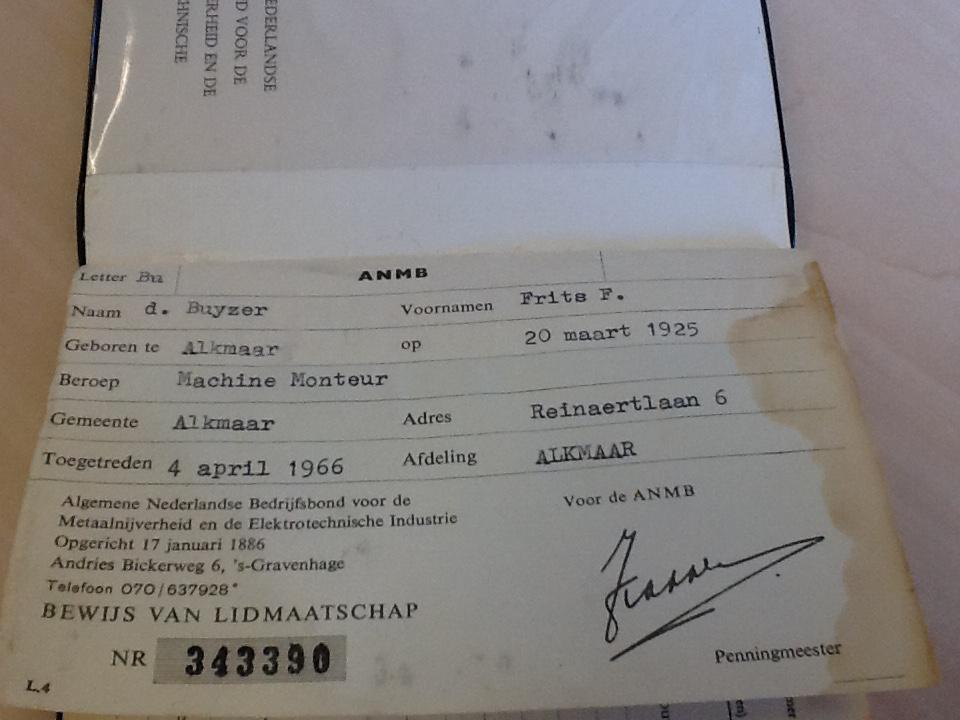 EDERLANDSE
D VOOR DE
RHEID EN DE
HNISCHE
Letter Bu ANMB
Naam d. Buyzer Voornamen Frits F.
Geboren te Alkmaar op 20 maart 1925
Beroep Machine Monteur
Gemeente Alkmaar Adres Reinaertlaan 6
Toegetreden 4 april 1966 Afdeling ALKMAAR
Algemene Nederlandse Bedrijfsbond voor de
Metaalnijverheid en de Elektrotechnische Industrie
Opgericht 17 januari 1886
Andries Bickerweg 6, 's-Gravenhage
Telefoon 070/637928*
BEWIJS VAN LIDMAATSCHAP
NR 343390
L.4
Voor de ANMB
Penningmeester